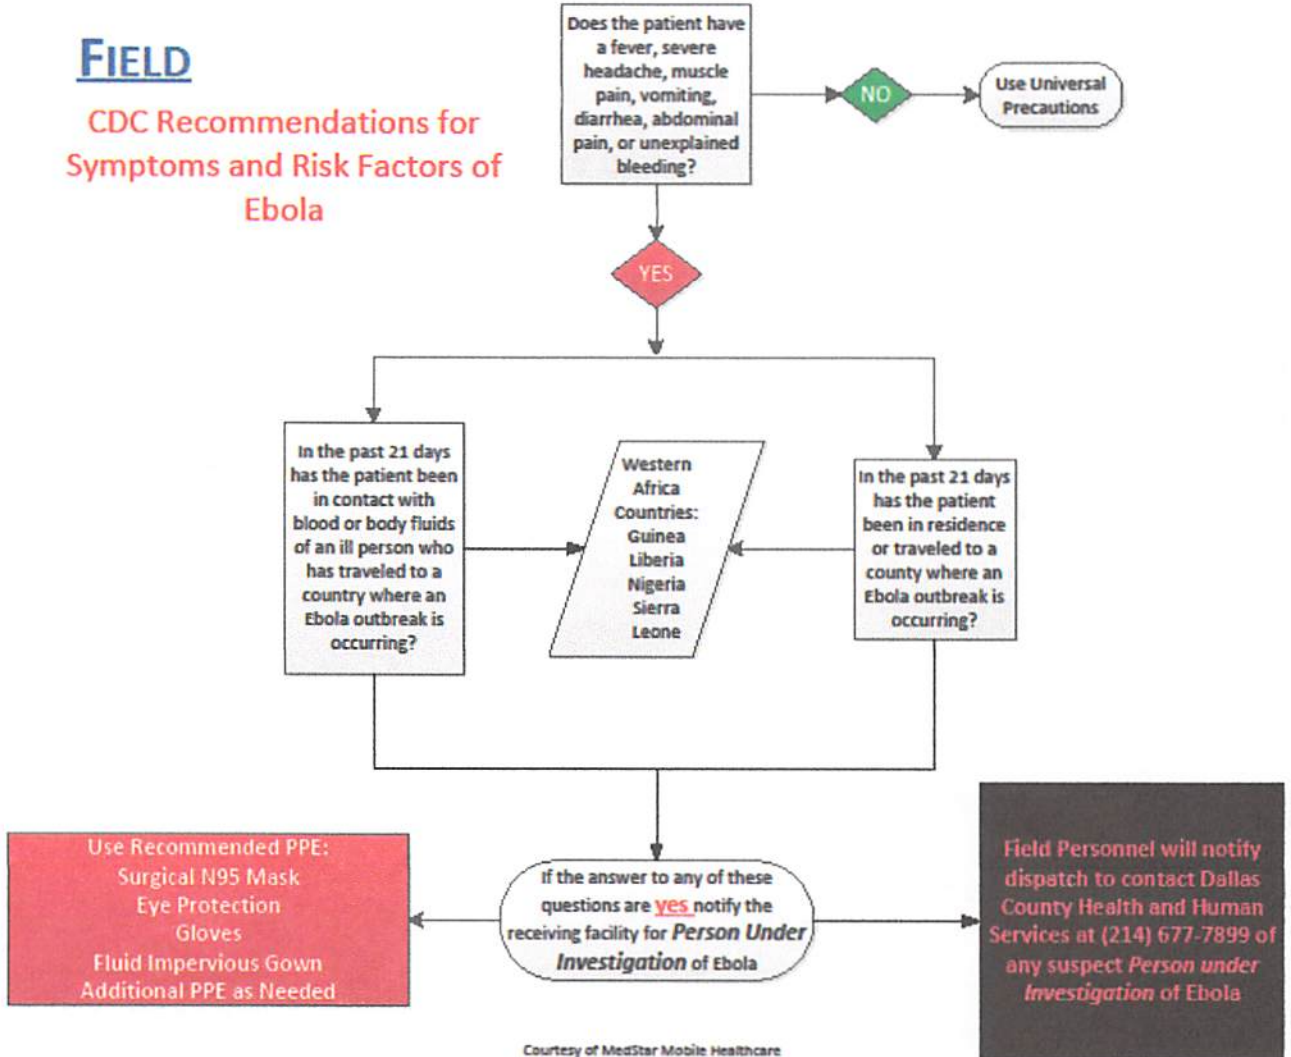 FIELD
CDC Recommendations for
Symptoms and Risk Factors of
Ebola
Does the patient have
a fever, severe
headache, muscle
pain, vomiting,
diarrhea, abdominal
pain, or unexplained
bleeding?
NO
Use Universal
Precautions
YES
In the past 21 days
has the patient been
in contact with
blood or body fluids
of an ill person who
has traveled to a
country where an
Ebola outbreak is
occurring?
Western
Africa
Countries:
Guinea
Liberia
Nigeria
Sierra
Leone
In the past 21 days
has the patient
been in residence
or traveled to a
county where an
Ebola outbreak is
occurring?
Use Recommended PPE:
Surgical N95 Mask
Eye Protection
Gloves
Fluid Impervious Gown
Additional PPE as Needed
If the answer to any of these
questions are yes notify the
receiving facility for Person Under
Investigation of Ebola
Field Personnel will notify
dispatch to contact Dallas
County Health and Human
Services at (214) 677-7899 of
any suspect Person under
Investigation of Ebola
Courtesy of MedStar Mobile Healthcare